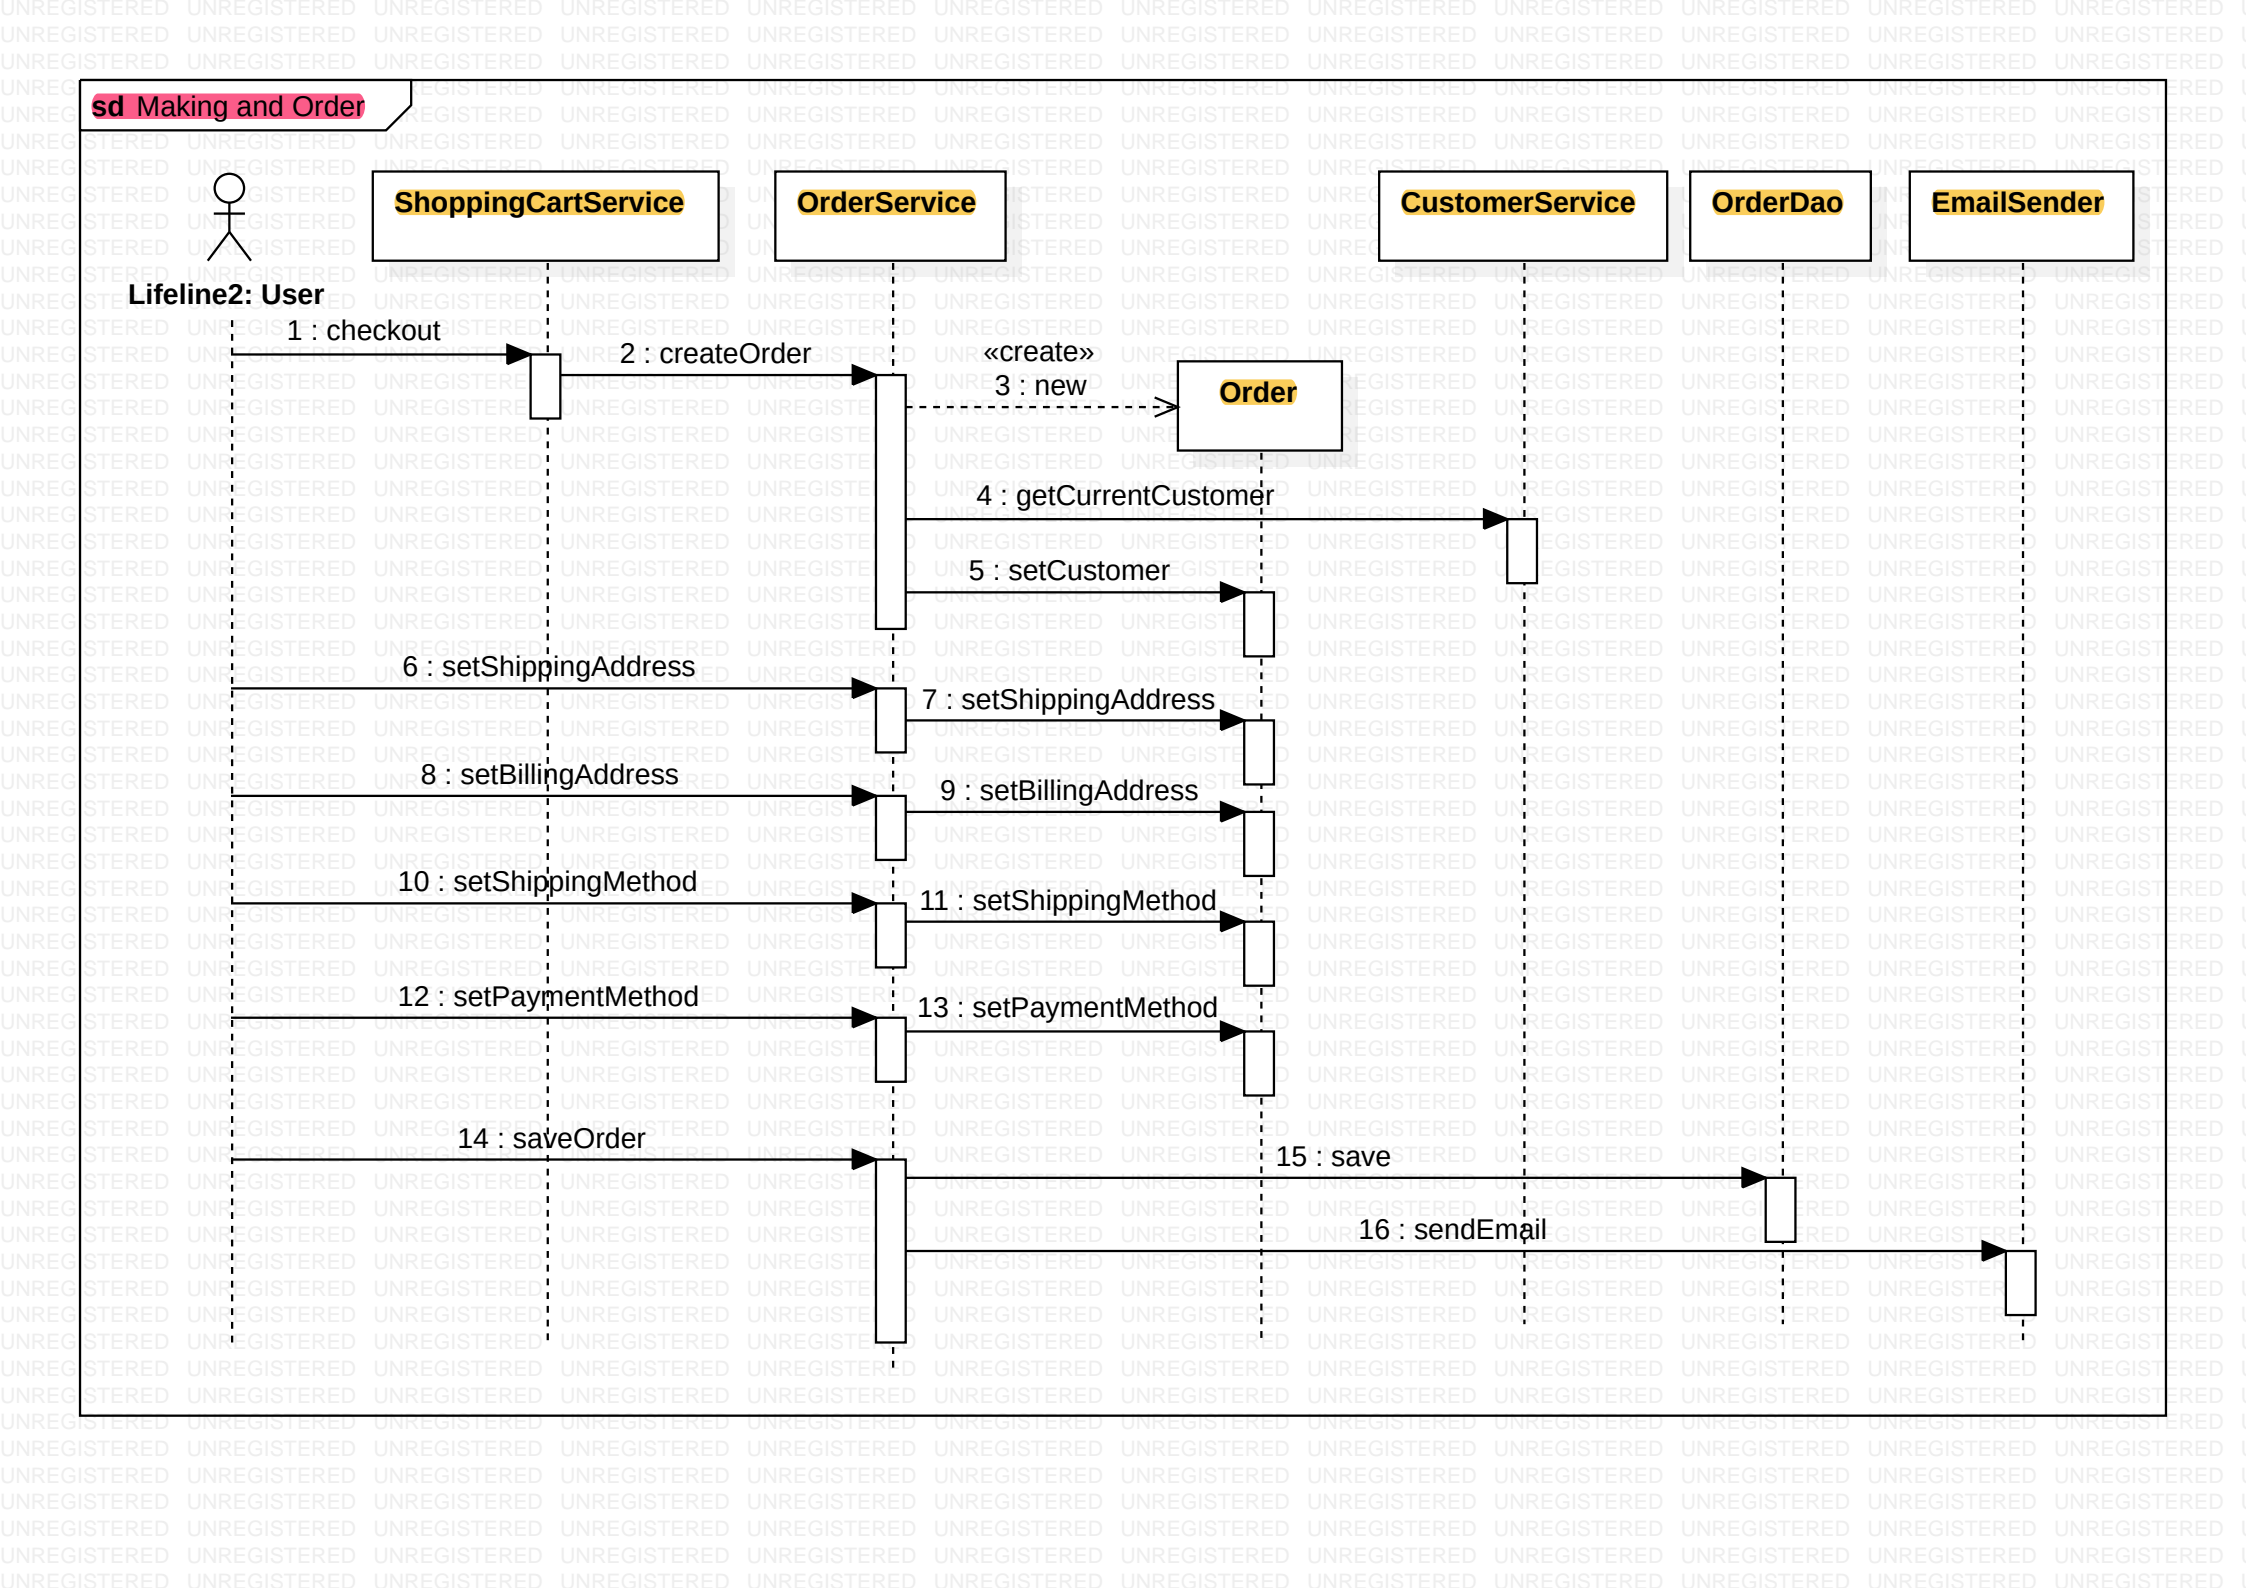 sd Making and Order
ShoppingCartService
OrderService
CustomerService
OrderDao
EmailSender
Lifeline2: User
1 : checkout
2 : createOrder
«create»
3 : new
Order
4 : getCurrentCustomer
5 : setCustomer
6 : setShippingAddress
7 : setShippingAddress
8 : setBillingAddress
9 : setBillingAddress
10 : setShippingMethod
11 : setShippingMethod
12 : setPaymentMethod
13 : setPaymentMethod
14 : saveOrder
15 : save
16 : sendEmail
UNREGISTERED